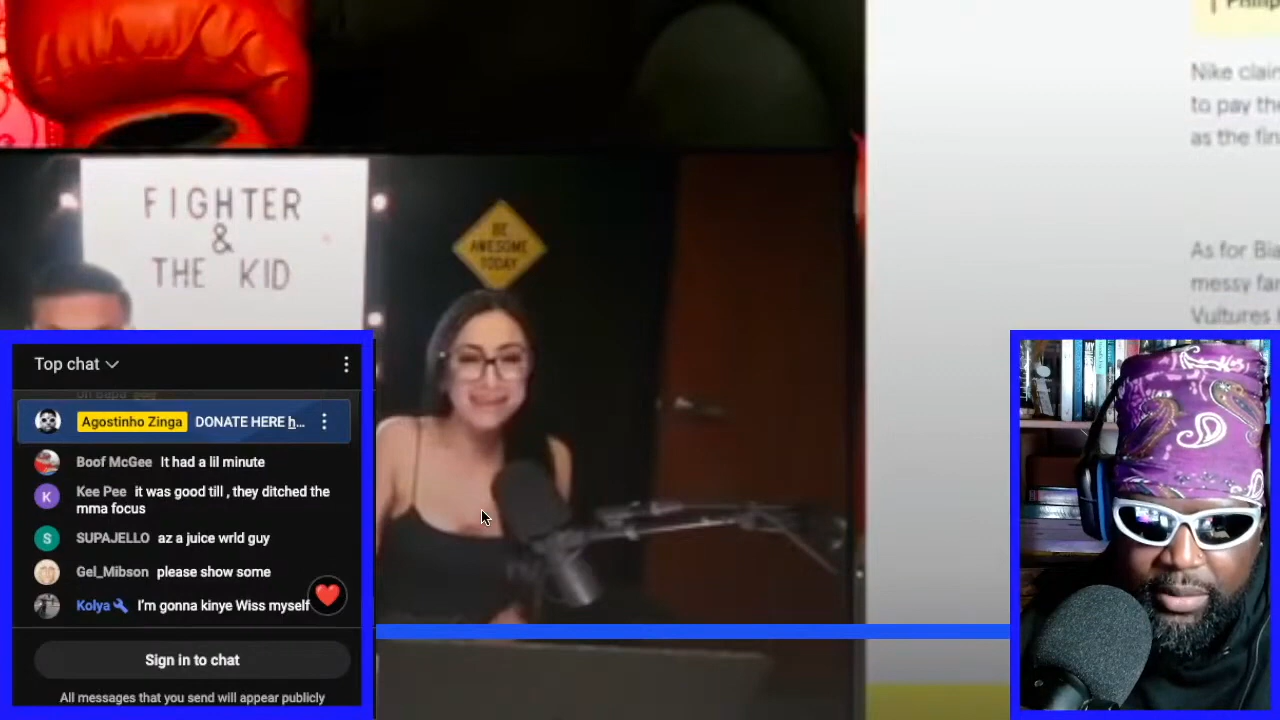 Nike claim
to pay the
as the fin
As for Bia
messy fam
Vultures
FIGHTER
&
THE KID
BE
AWESOME
TODAY
Top chat
Agostinho Zinga DONATE HERE h...
Boof McGee It had a lil minute
Kee Pee it was good till , they ditched the
mma focus
SUPAJELLO az a juice wrld guy
Gel_Mibson please show some
Kolya I'm gonna kinye Wiss myself
Sign in to chat
All messages that you send will appear publicly